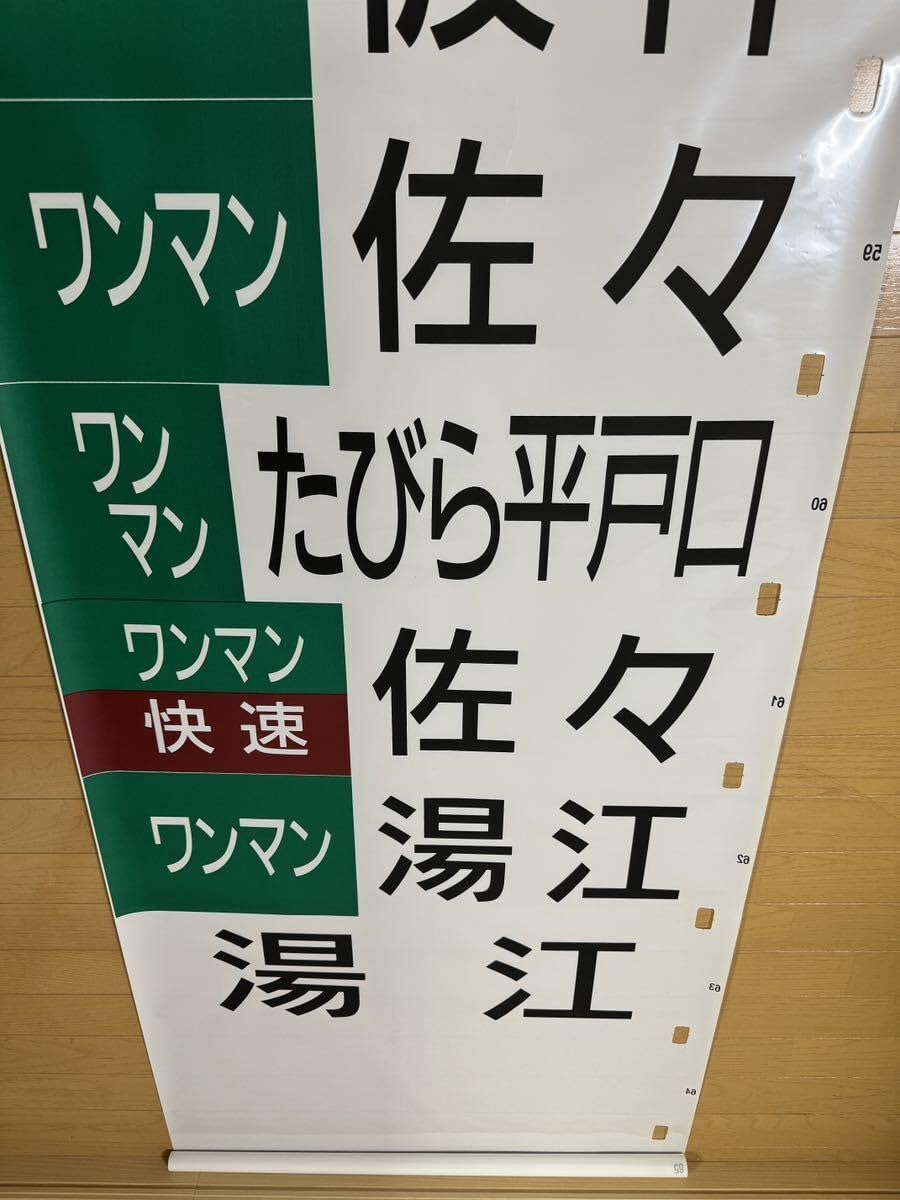 ワンマン 佐々
59
ワン
マン
たびら平戸口
60
ワンマン
快速
佐々
61
ワンマン 湯江
62
湯江
63
64
65